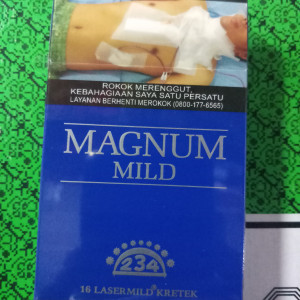 ROKOK MERENGGUT,
KEBAHAGIAAN SAYA SATU PERSATU
LAYANAN BERHENTI MEROKOK (0800-177-6565)
MAGNUM
MILD
234
16 LASERMILD KRETEK